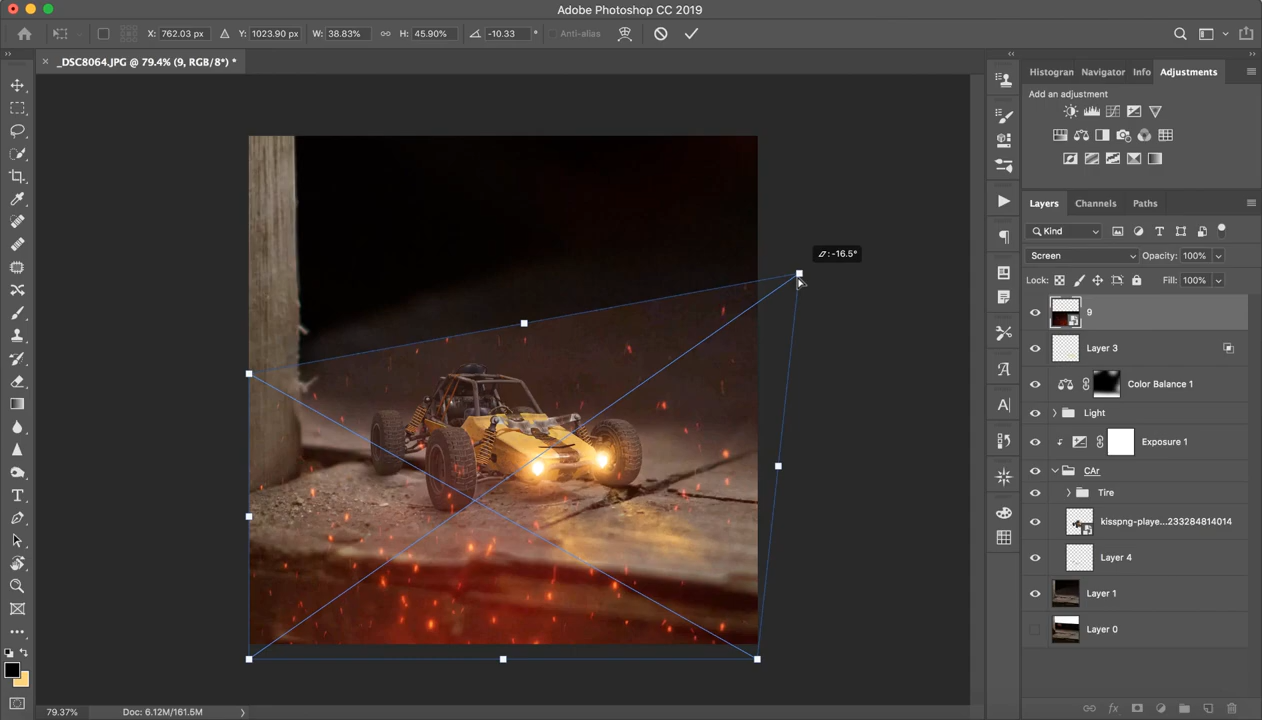 Adobe Photoshop CC 2019
X: 762.03 px Y: 1023.90 px W: 38.83% H: 45.90% -10.33 ° Anti-alias
_DSC8064.JPG @ 79.4% (9, RGB/8*) *
Histogran Navigator Info Adjustments
Add an adjustment
Layers Channels Paths
Kind
Screen Opacity: 100%
Lock: Fill: 100%
:-16.5°
9
Layer 3
Color Balance 1
Light
Exposure 1
CAr
Tire
kisspng-playe...233284814014
Layer 4
Layer 1
Layer 0
79.37% Doc: 6.12M/161.5M